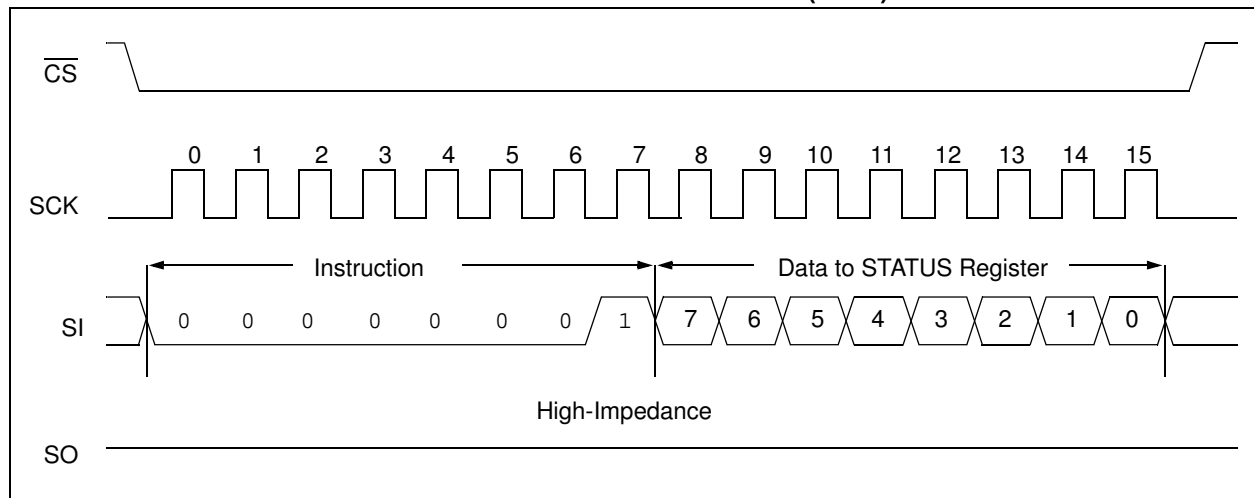 CS
0 1 2 3 4 5 6 7 8 9 10 11 12 13 14 15
SCK
Instruction Data to STATUS Register
SI 0 0 0 0 0 0 0 1 7 6 5 4 3 2 1 0
High-Impedance
SO